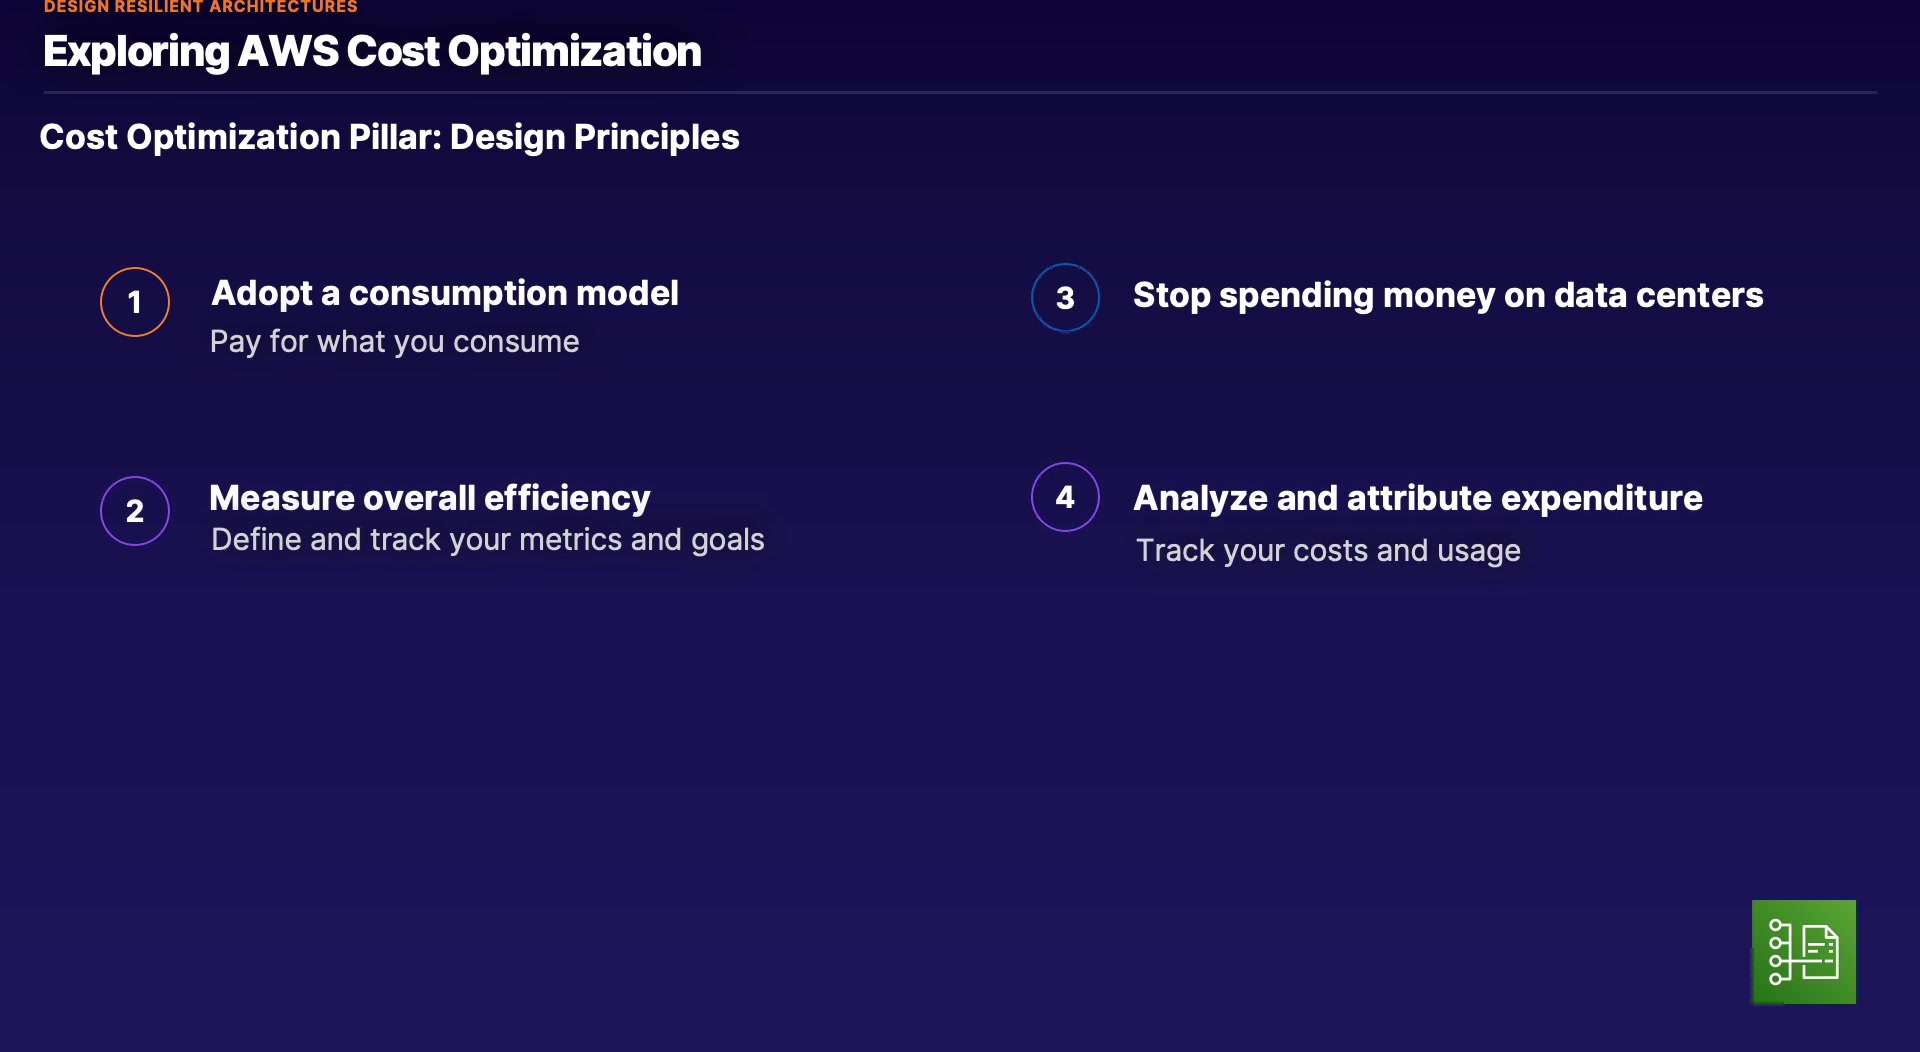 DESIGN RESILIENT ARCHITECTURES
Exploring AWS Cost Optimization
Cost Optimization Pillar: Design Principles
1
Adopt a consumption model
Pay for what you consume
2
Measure overall efficiency
Define and track your metrics and goals
3
Stop spending money on data centers
4
Analyze and attribute expenditure
Track your costs and usage